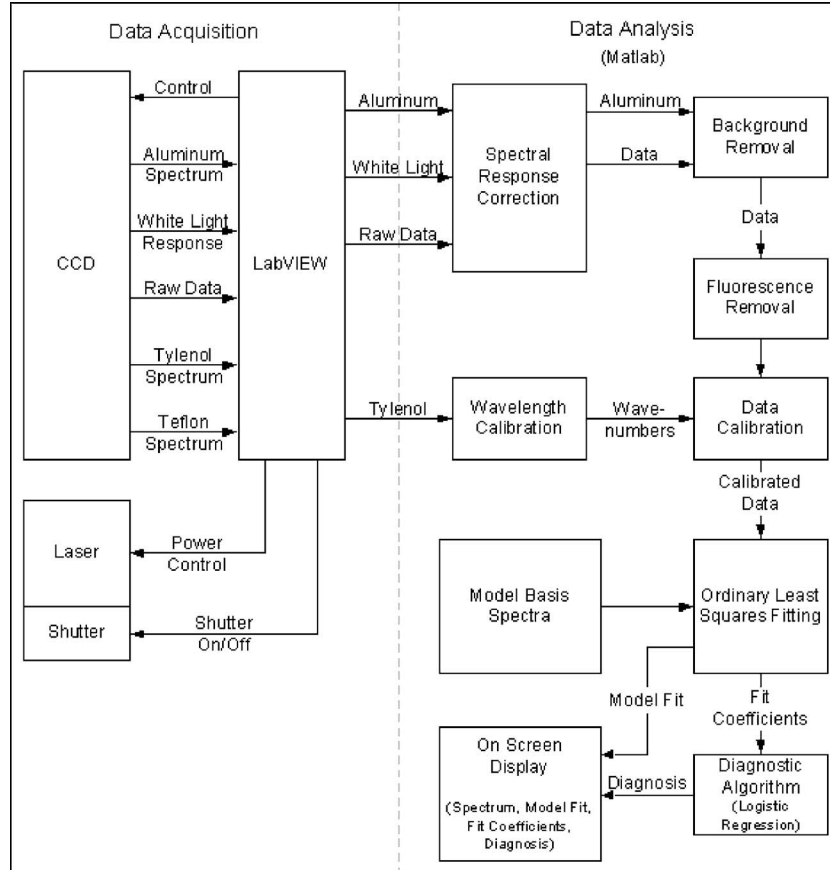 Data Acquisition
Data Analysis
(Matlab)
CCD
Control
Aluminum
Spectrum
White Light
Response
Raw Data
Tylenol
Spectrum
Teflon
Spectrum
LabVIEW
Aluminum
White Light
Raw Data
Tylenol
Spectral
Response
Correction
Aluminum
Data
Background
Removal
Data
Fluorescence
Removal
Wavelength
Calibration
Wave-
numbers
Data
Calibration
Calibrated
Data
Laser
Shutter
Power
Control
Shutter
On/Off
Model Basis
Spectra
Ordinary Least
Squares Fitting
Model Fit
Fit
Coefficients
On Screen
Display
(Spectrum, Model Fit,
Fit Coefficients,
Diagnosis)
Diagnosis
Diagnostic
Algorithm
(Logistic
Regression)